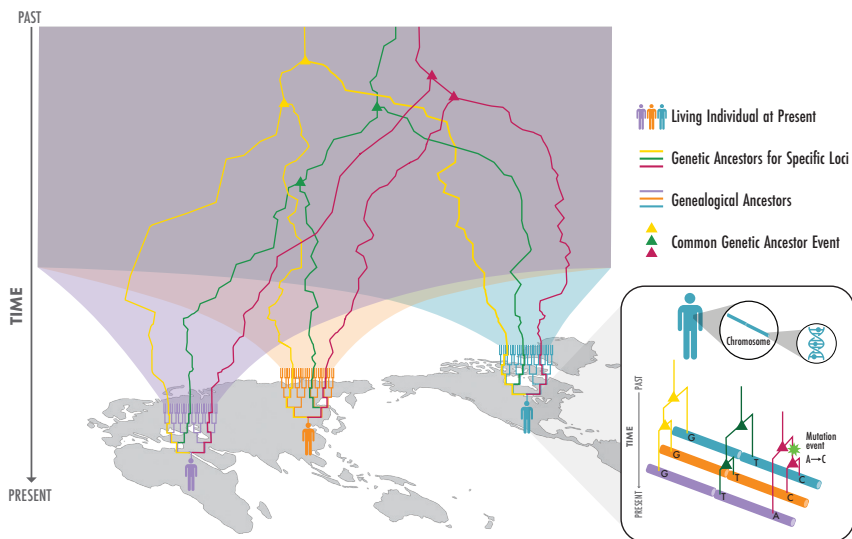 PAST
TIME
PRESENT
Living Individual at Present
Genetic Ancestors for Specific Loci
Genealogical Ancestors
Common Genetic Ancestor Event
Chromosome
PAST
TIME
PRESENT
Mutation
event
A→C
G
T
C
G
T
C
G
T
A